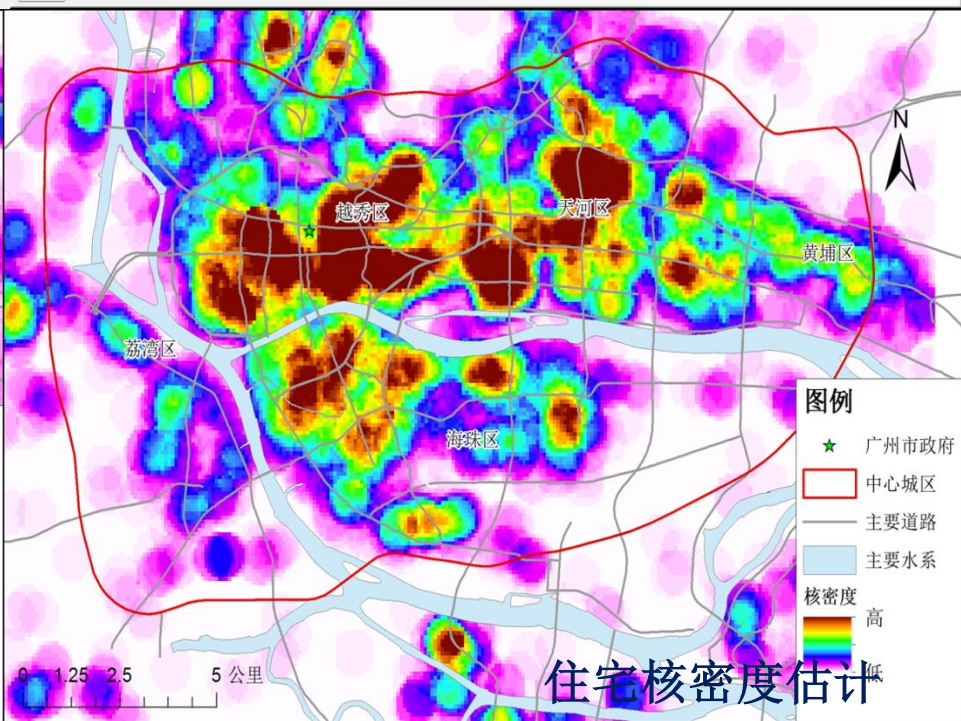 N
越秀区
天河区
黄埔区
荔湾区
海珠区
图例
广州市政府
中心城区
主要道路
主要水系
核密度
高
低
0 1.25 2.5 5 公里
住宅核密度估计